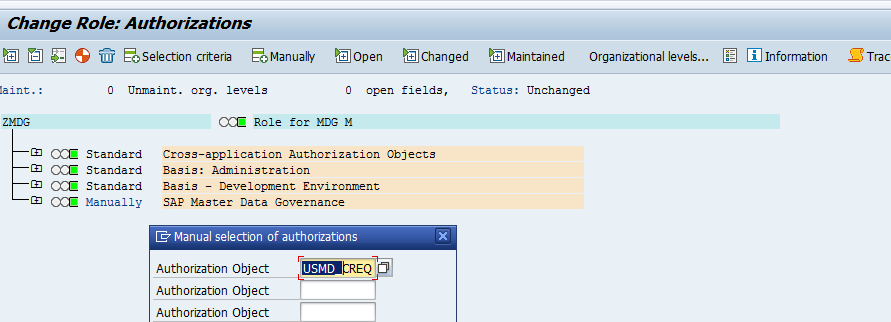 Change Role: Authorizations
Selection criteria Manually Open Changed Maintained Organizational levels... Information Trac
Maint.: 0 Unmaint. org. levels 0 open fields, Status: Unchanged
ZMDG Role for MDG M
Standard Cross-application Authorization Objects
Standard Basis: Administration
Standard Basis - Development Environment
Manually SAP Master Data Governance
Manual selection of authorizations
Authorization Object USMD_CREQ
Authorization Object
Authorization Object